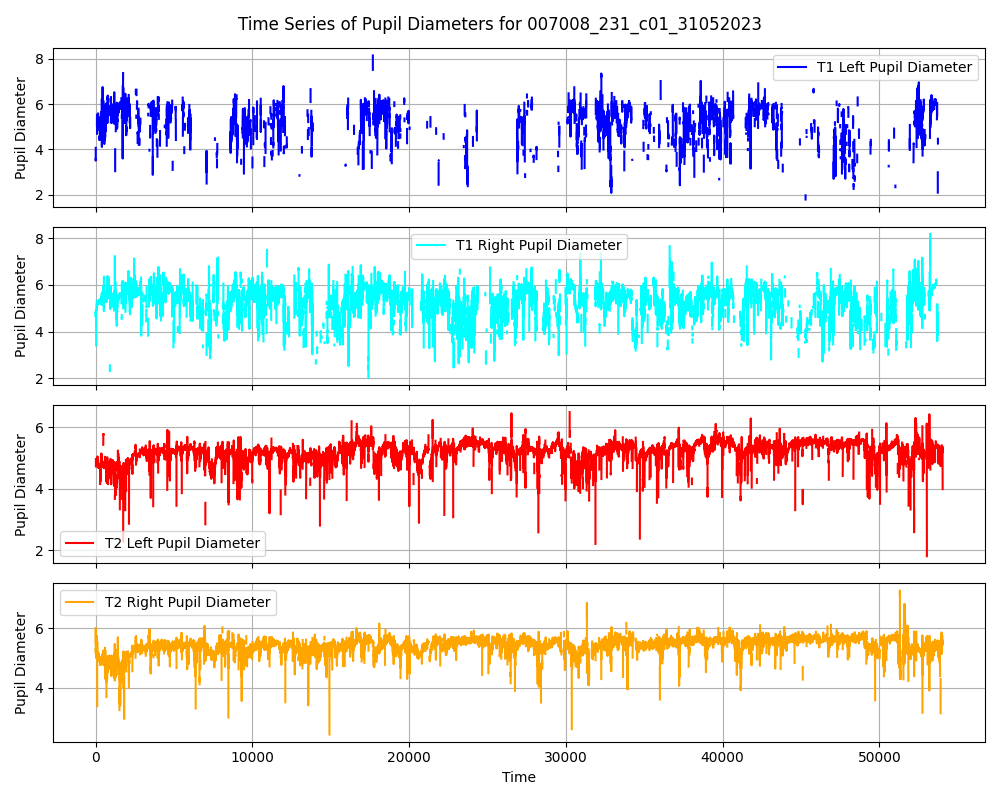 Time Series of Pupil Diameters for 007008_231_c01_31052023
T1 Left Pupil Diameter
Pupil Diameter
8
6
4
2
T1 Right Pupil Diameter
Pupil Diameter
8
6
4
2
T2 Left Pupil Diameter
Pupil Diameter
6
4
2
T2 Right Pupil Diameter
Pupil Diameter
6
4
0 10000 20000 30000 40000 50000
Time